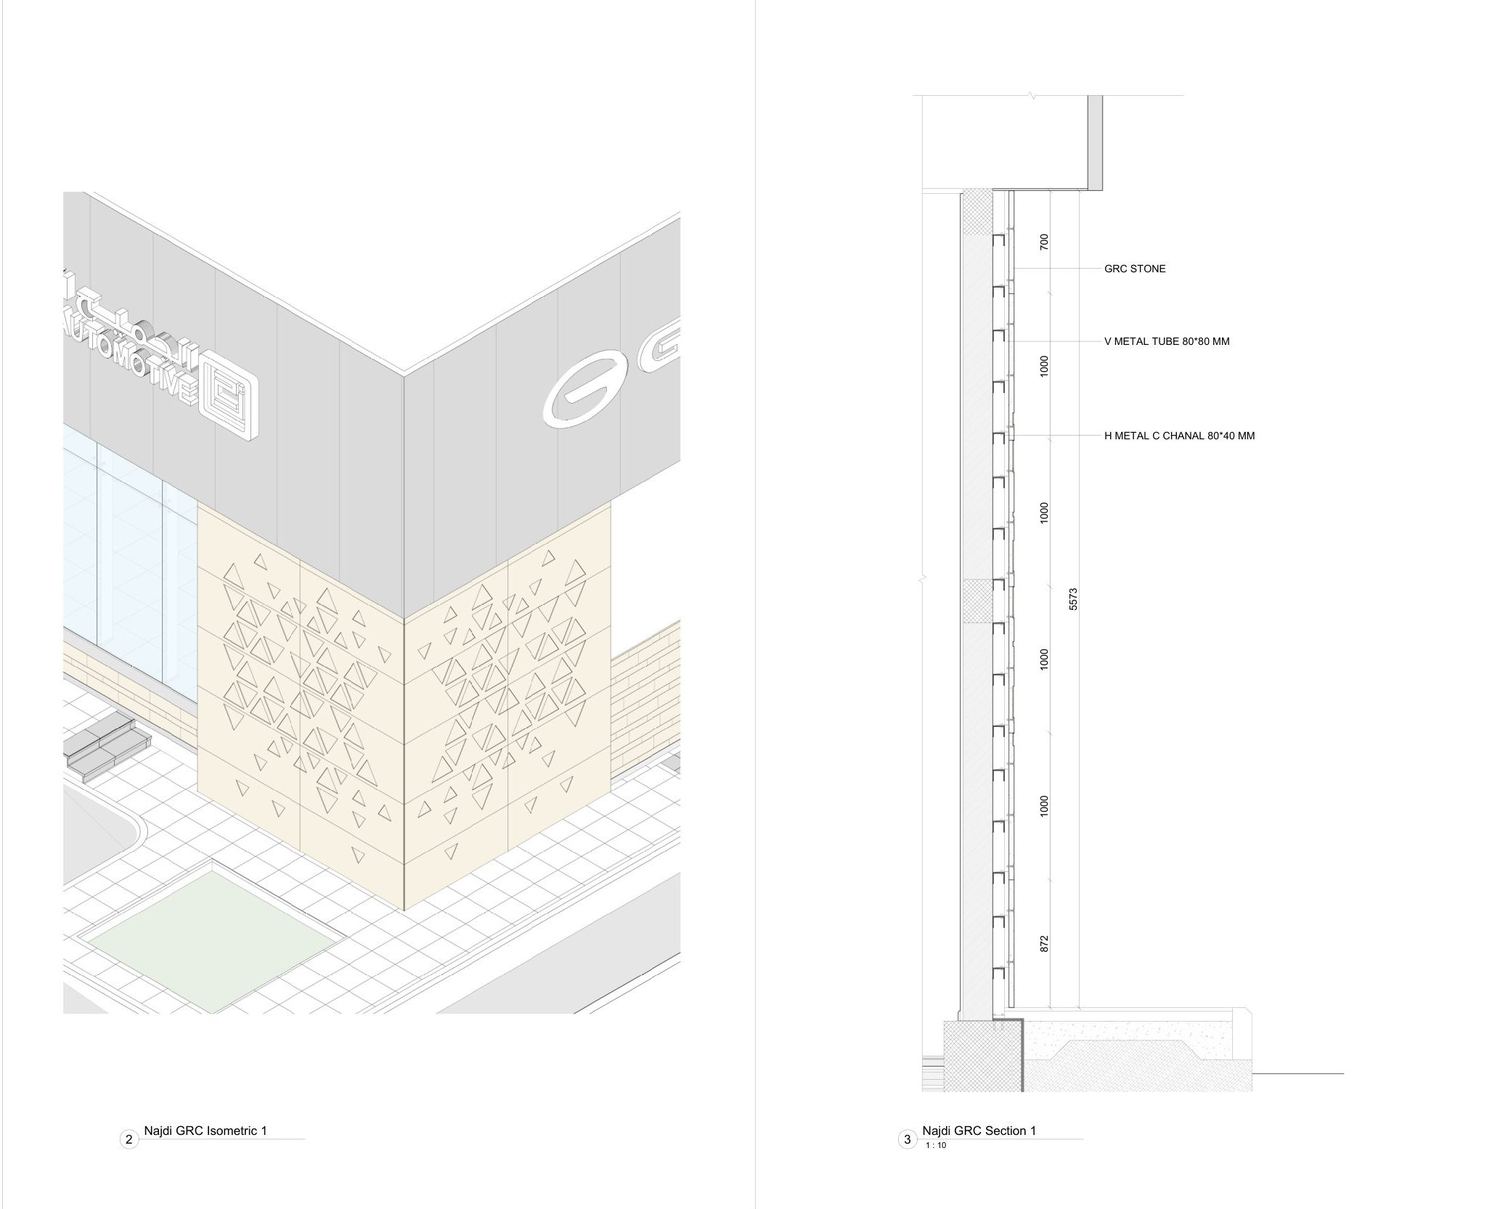 AUTOMOTIVE
G
2
Najdi GRC Isometric 1
700
GRC STONE
V METAL TUBE 80*80 MM
1000
H METAL C CHANAL 80*40 MM
1000
5573
1000
1000
872
3
Najdi GRC Section 1
1 : 10